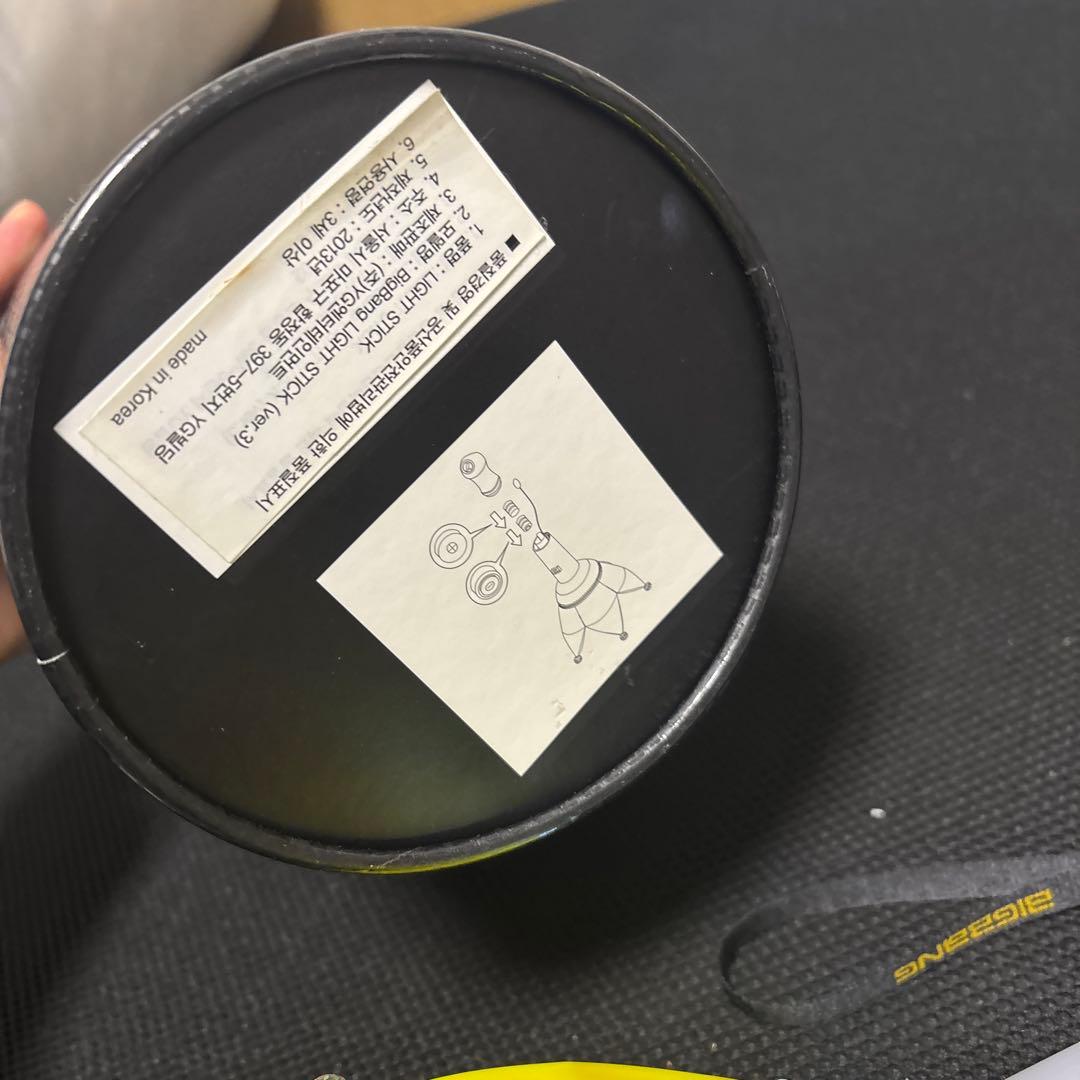 ■ 품질경영 및 공산품안전관리법에 의한 품질표시
1. 품명 : LIGHT STICK
2. 모델명 : BigBang LIGHT STICK (ver.3)
3. 제조판매 : (주)YG엔터테인먼트
4. 주소 : 서울시 마포구 합정동 397-5번지 YG빌딩
5. 제작년도 : 2013년
6. 사용연령 : 3세 이상
made in Korea
BIGBANG